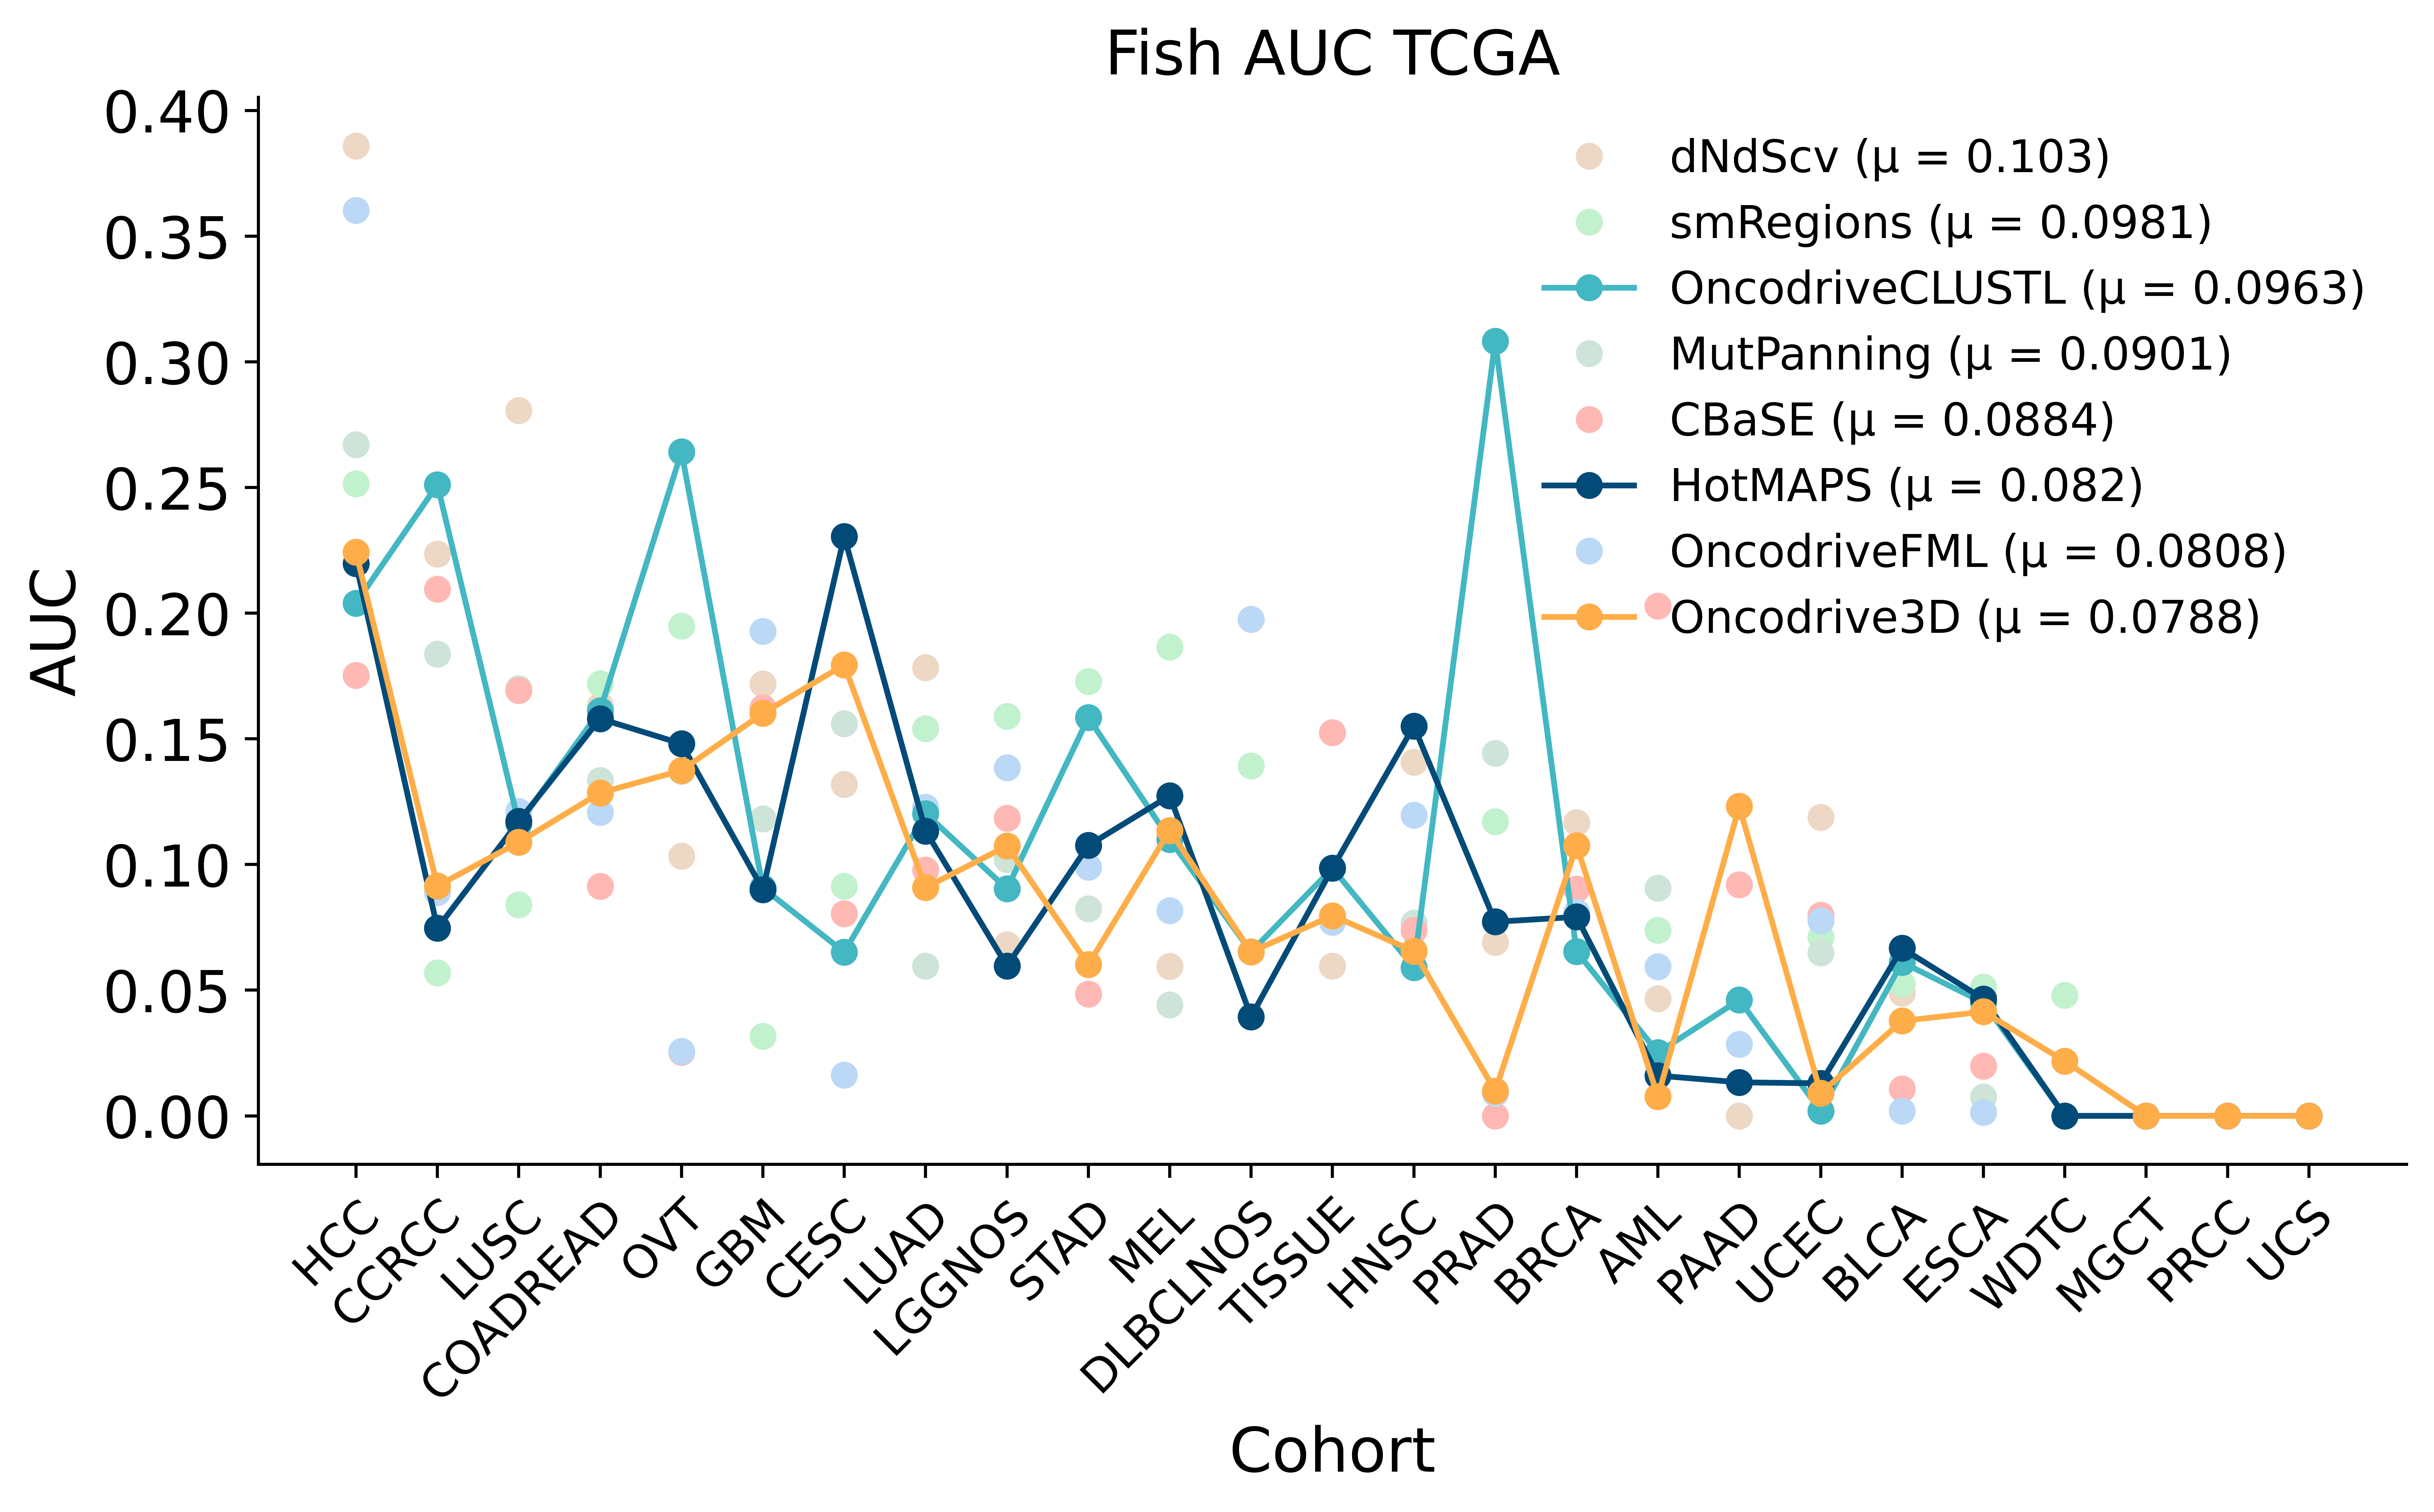 Fish AUC TCGA
0.40
0.35
0.30
0.25
0.20
0.15
0.10
0.05
0.00
AUC
dNdScv (μ = 0.103)
smRegions (μ = 0.0981)
OncodriveCLUSTL (μ = 0.0963)
MutPanning (μ = 0.0901)
CBaSE (μ = 0.0884)
HotMAPS (μ = 0.082)
OncodriveFML (μ = 0.0808)
Oncodrive3D (μ = 0.0788)
HCC
CCRCC
LUSC
COADREAD
OVT
GBM
CESC
LUAD
LGGNOS
STAD
MEL
DLBCLNOS
TISSUE
HNSC
PRAD
BRCA
AML
PAAD
UCEC
BLCA
ESCA
WDTC
MGCT
PRCC
UCS
Cohort